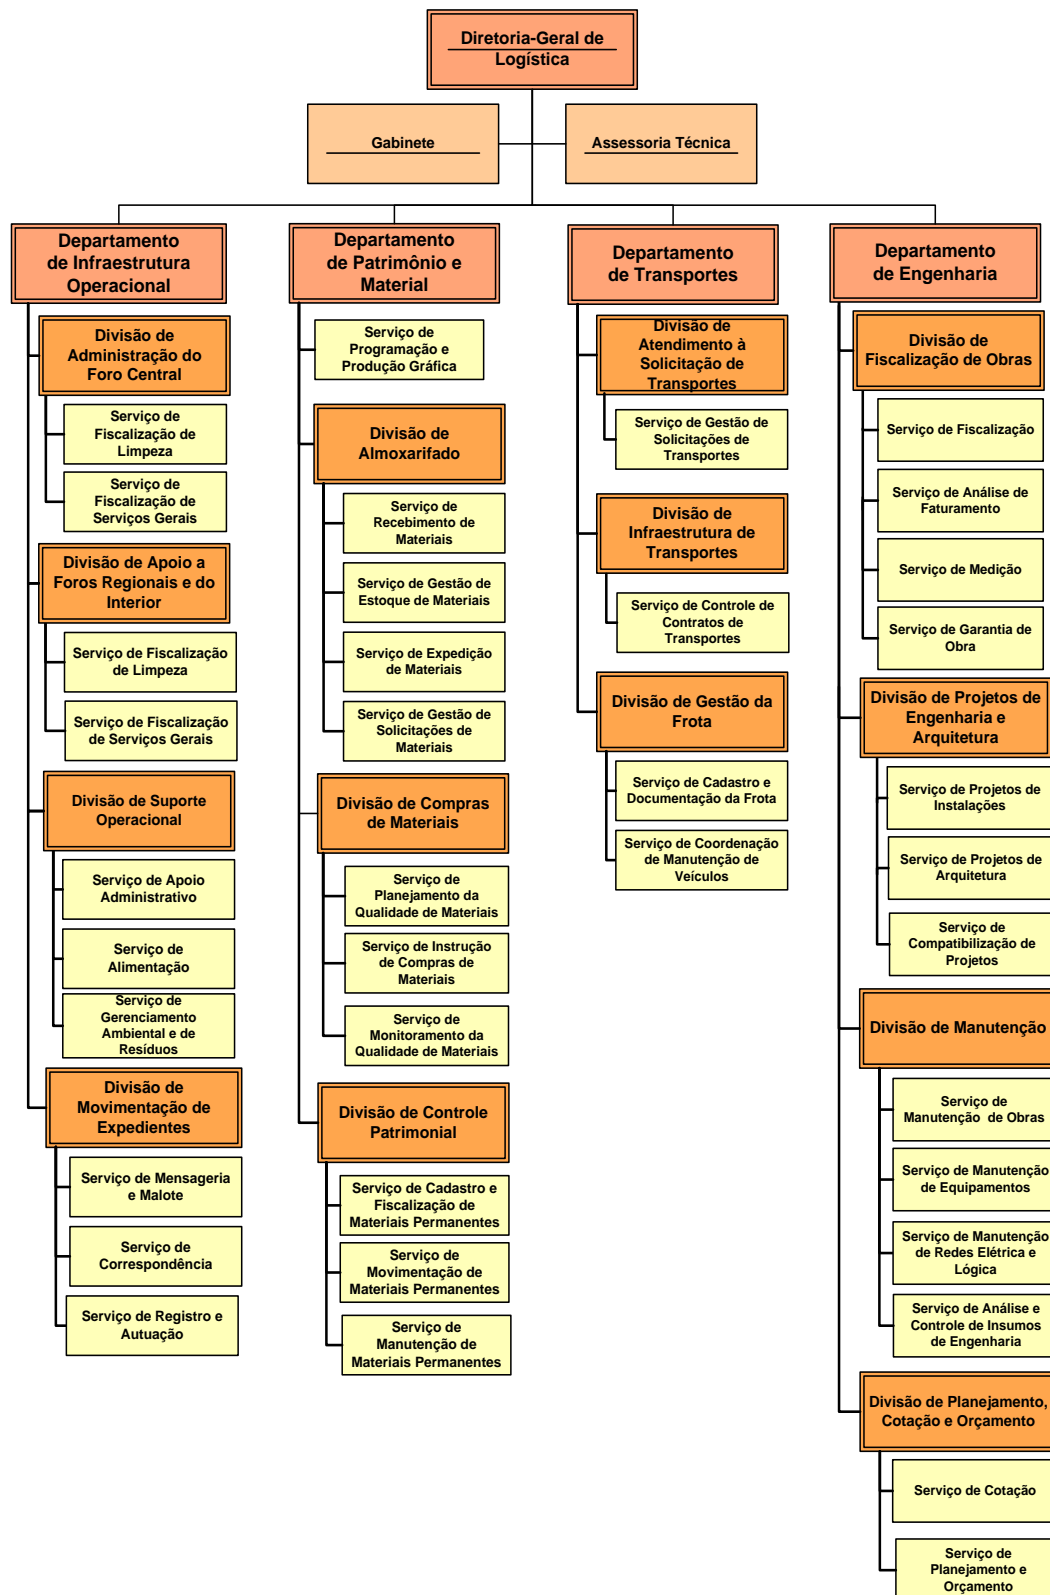 Diretoria-Geral de
Logística
Gabinete
Assessoria Técnica
Departamento
de Infraestrutura
Operacional
Divisão de
Administração do
Foro Central
Serviço de
Fiscalização de
Limpeza
Serviço de
Fiscalização de
Serviços Gerais
Divisão de Apoio a
Foros Regionais e do
Interior
Serviço de Fiscalização
de Limpeza
Serviço de Fiscalização
de Serviços Gerais
Divisão de Suporte
Operacional
Serviço de Apoio
Administrativo
Serviço de
Alimentação
Serviço de
Gerenciamento
Ambiental e de
Resíduos
Divisão de
Movimentação de
Expedientes
Serviço de Mensageria
e Malote
Serviço de
Correspondência
Serviço de Registro e
Autuação
Departamento
de Patrimônio e
Material
Serviço de
Programação e
Produção Gráfica
Divisão de
Almoxarifado
Serviço de
Recebimento de
Materiais
Serviço de Gestão de
Estoque de Materiais
Serviço de Expedição
de Materiais
Serviço de Gestão de
Solicitações de
Materiais
Divisão de Compras
de Materiais
Serviço de
Planejamento da
Qualidade de Materiais
Serviço de Instrução
de Compras de
Materiais
Serviço de
Monitoramento da
Qualidade de Materiais
Divisão de Controle
Patrimonial
Serviço de Cadastro e
Fiscalização de
Materiais Permanentes
Serviço de
Movimentação de
Materiais Permanentes
Serviço de
Manutenção de
Materiais Permanentes
Departamento
de Transportes
Divisão de
Atendimento à
Solicitação de
Transportes
Serviço de Gestão de
Solicitações de
Transportes
Divisão de
Infraestrutura de
Transportes
Serviço de Controle de
Contratos de
Transportes
Divisão de Gestão da
Frota
Serviço de Cadastro e
Documentação da Frota
Serviço de Coordenação
de Manutenção de
Veículos
Departamento
de Engenharia
Divisão de
Fiscalização de Obras
Serviço de Fiscalização
Serviço de Análise de
Faturamento
Serviço de Medição
Serviço de Garantia de
Obra
Divisão de Projetos de
Engenharia e
Arquitetura
Serviço de Projetos de
Instalações
Serviço de Projetos de
Arquitetura
Serviço de
Compatibilização de
Projetos
Divisão de Manutenção
Serviço de
Manutenção de Obras
Serviço de Manutenção
de Equipamentos
Serviço de Manutenção
de Redes Elétrica e
Lógica
Serviço de Análise e
Controle de Insumos
de Engenharia
Divisão de Planejamento,
Cotação e Orçamento
Serviço de Cotação
Serviço de
Planejamento e
Orçamento